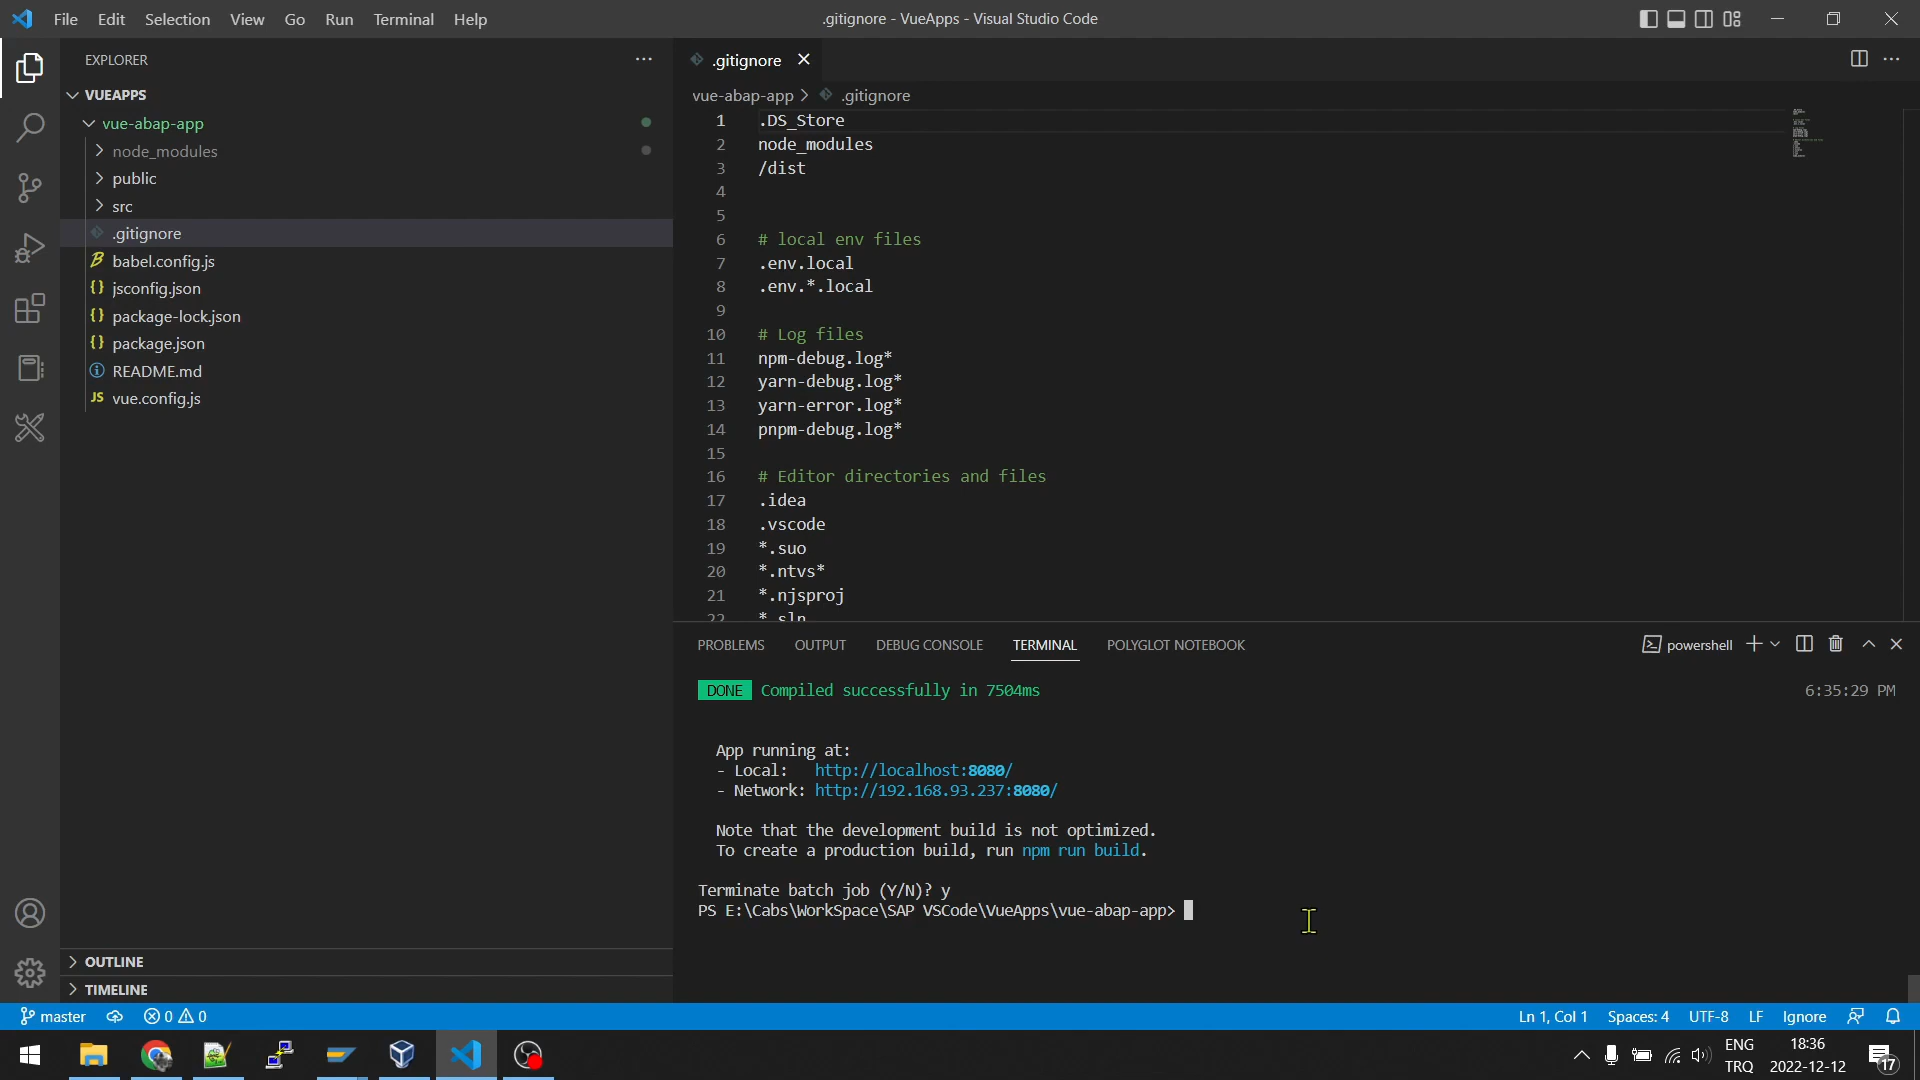 File Edit Selection View Go Run Terminal Help
.gitignore - VueApps - Visual Studio Code
EXPLORER
VUEAPPS
vue-abap-app
node_modules
public
src
.gitignore
babel.config.js
jsconfig.json
package-lock.json
package.json
README.md
JS vue.config.js
OUTLINE
TIMELINE
.gitignore
vue-abap-app > .gitignore
1 .DS_Store
2 node_modules
3 /dist
4
5
6 # local env files
7 .env.local
8 .env.*.local
9
10 # Log files
11 npm-debug.log*
12 yarn-debug.log*
13 yarn-error.log*
14 pnpm-debug.log*
15
16 # Editor directories and files
17 .idea
18 .vscode
19 *.suo
20 *.ntvs*
21 *.njsproj
22 *.sln
PROBLEMS OUTPUT DEBUG CONSOLE TERMINAL POLYGLOT NOTEBOOK
powershell
DONE Compiled successfully in 7504ms 6:35:29 PM
App running at:
- Local: http://localhost:8080/
- Network: http://192.168.93.237:8080/
Note that the development build is not optimized.
To create a production build, run npm run build.
Terminate batch job (Y/N)? y
PS E:\Cabs\WorkSpace\SAP VSCode\VueApps\vue-abap-app>
master 0 0
Ln 1, Col 1 Spaces: 4 UTF-8 LF Ignore
ENG 18:36
TRQ 2022-12-12
17